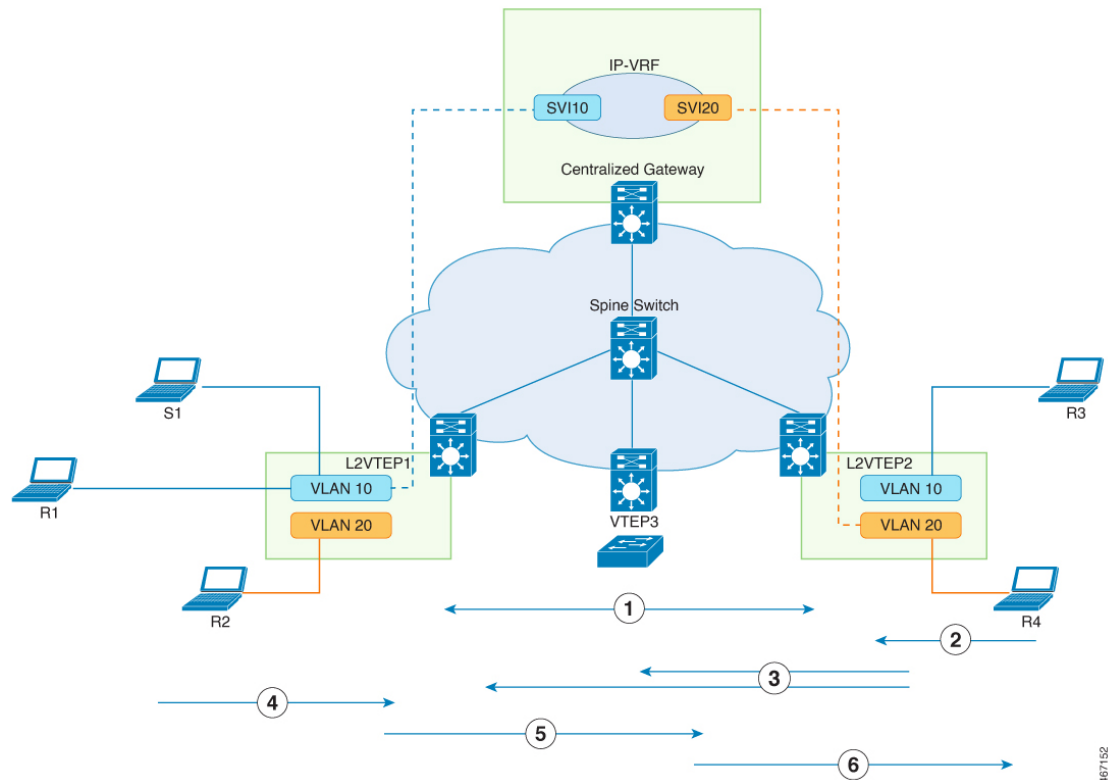 IP-VRF
SVI10
SVI20
Centralized Gateway
Spine Switch
S1
R3
L2VTEP1
L2VTEP2
R1
VLAN 10
VLAN 10
VLAN 20
VTEP3
VLAN 20
R2
R4
1
2
3
4
5
6
467152